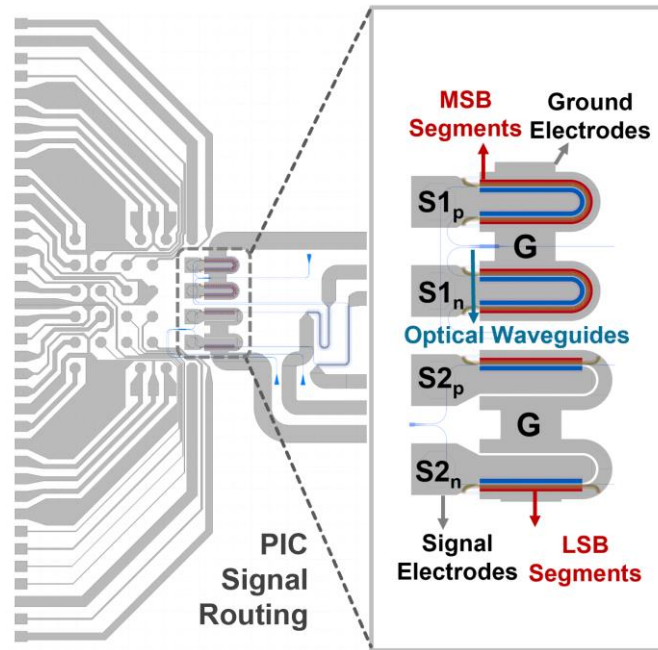 MSB
Segments
Ground
Electrodes
S1p
G
S1n
Optical Waveguides
S2p
G
S2n
PIC
Signal
Routing
Signal
Electrodes
LSB
Segments